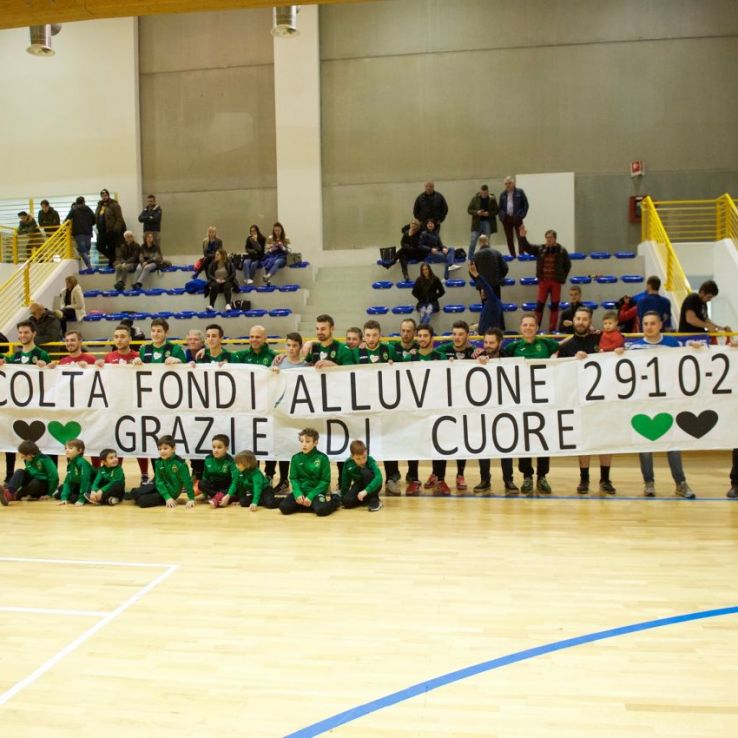 COLTA FONDI ALLUVIONE 29-10-2
GRAZIE DI CUORE